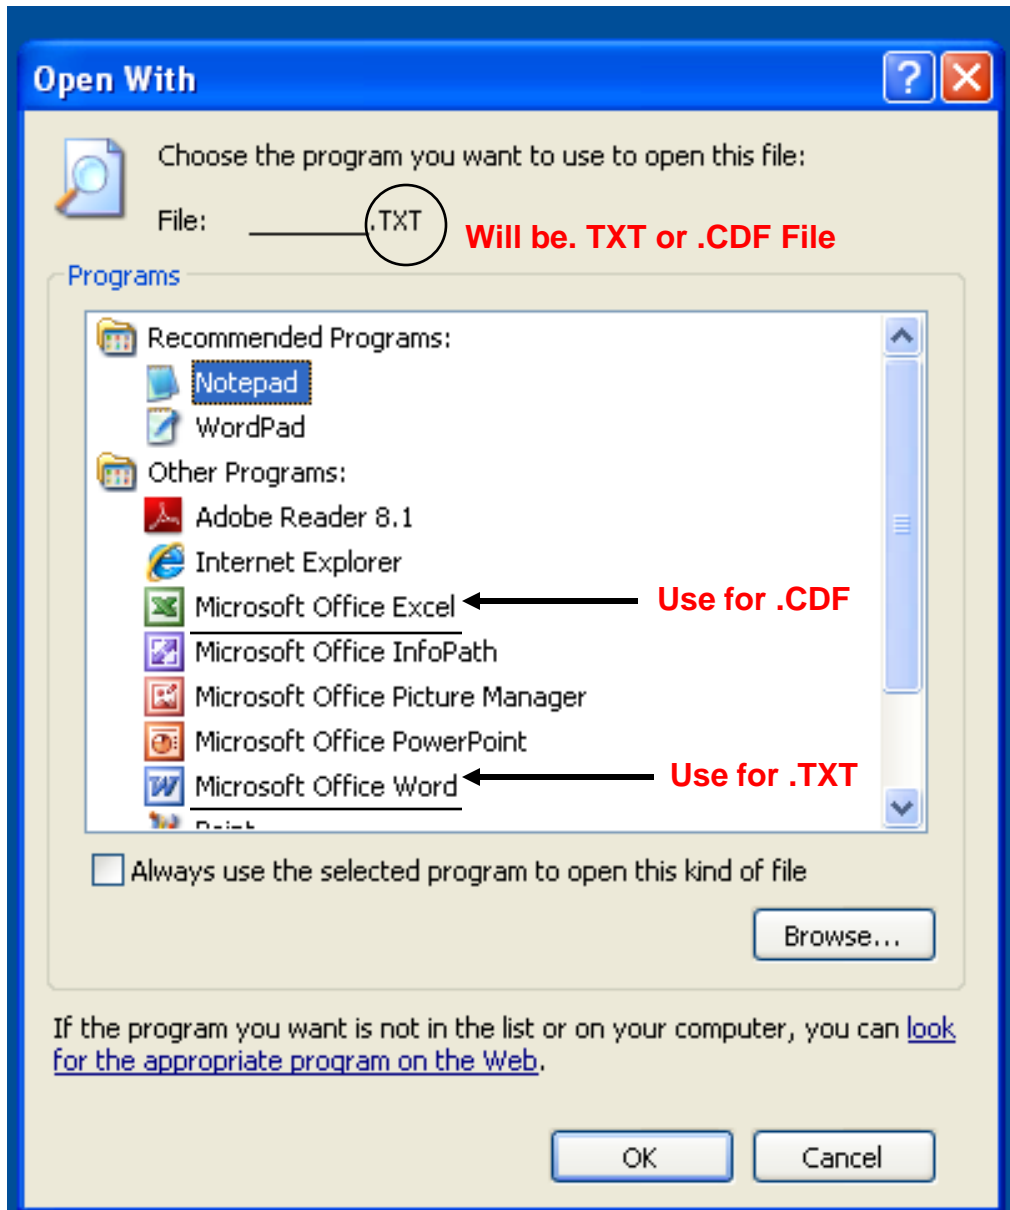 Open With
Choose the program you want to use to open this file:
File: ________.TXT
Will be. TXT or .CDF File
Programs
Recommended Programs:
Notepad
WordPad
Other Programs:
Adobe Reader 8.1
Internet Explorer
Microsoft Office Excel Use for .CDF
Microsoft Office InfoPath
Microsoft Office Picture Manager
Microsoft Office PowerPoint
Microsoft Office Word Use for .TXT
Paint
Always use the selected program to open this kind of file
Browse...
If the program you want is not in the list or on your computer, you can look
for the appropriate program on the Web.
OK Cancel